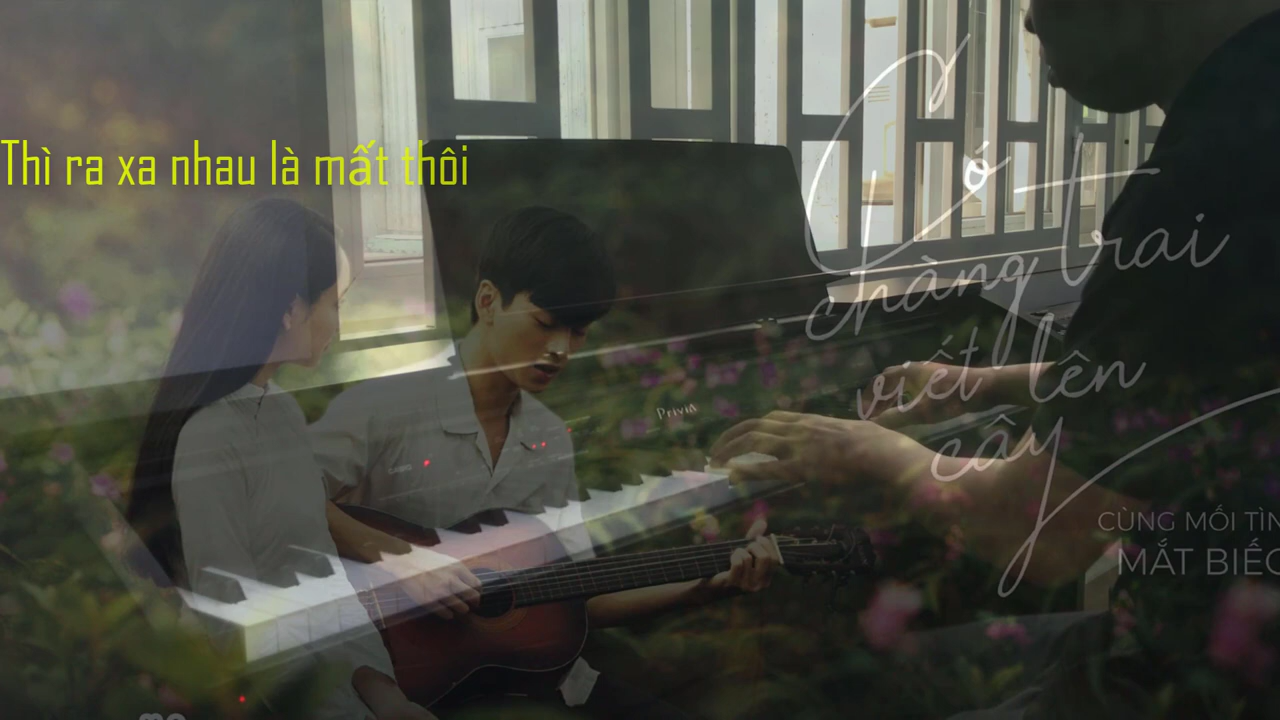 Thì ra xa nhau là mất thôi
Có
chàng trai
viết lên
cây
Privia
CASIO
CÙNG MỐI TÌN
MẮT BIẾC